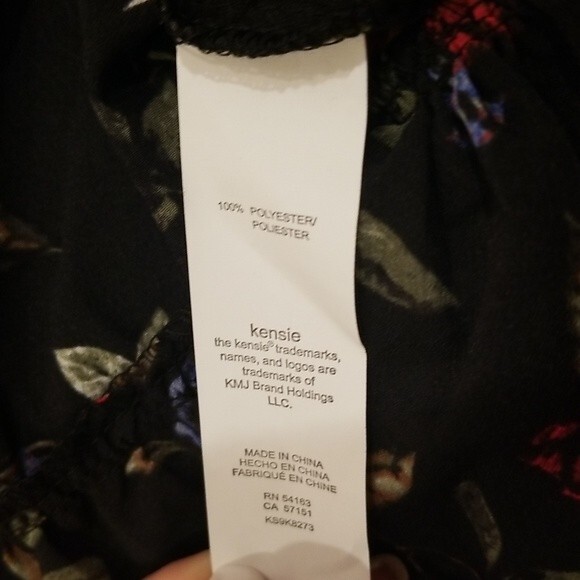 100% POLYESTER/
POLIESTER
kensie
the kensie® trademarks,
names, and logos are
trademarks of
KMJ Brand Holdings
LLC.
MADE IN CHINA
HECHO EN CHINA
FABRIQUÉ EN CHINE
RN 54163
CA 57151
KS9K8273